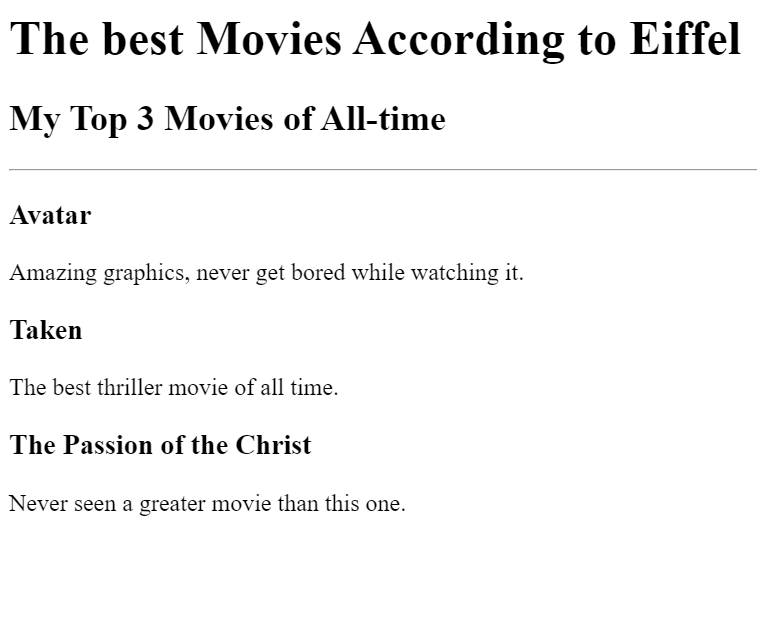 The best Movies According to Eiffel
My Top 3 Movies of All-time
Avatar
Amazing graphics, never get bored while watching it.
Taken
The best thriller movie of all time.
The Passion of the Christ
Never seen a greater movie than this one.